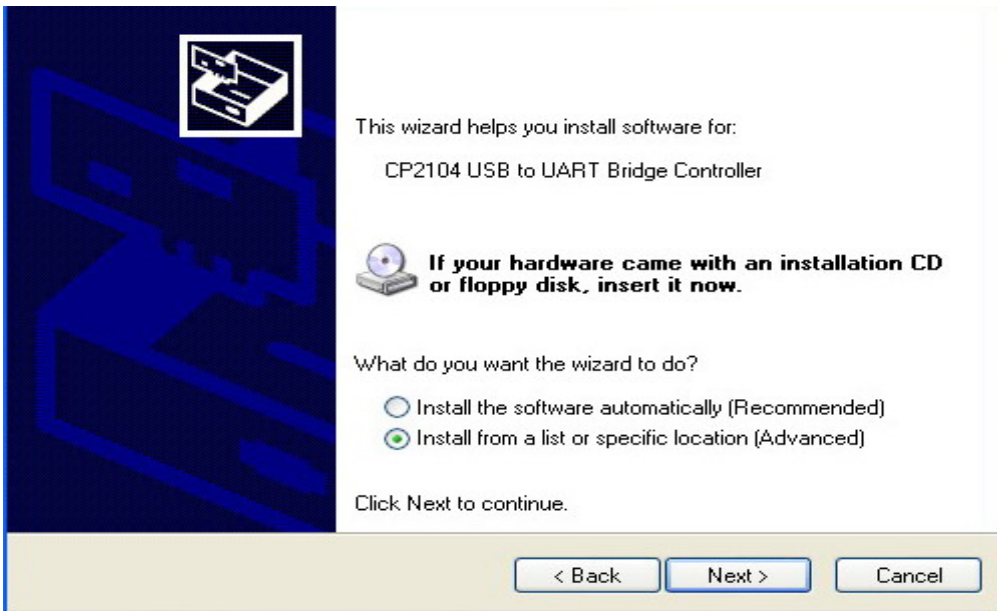 This wizard helps you install software for:
CP2104 USB to UART Bridge Controller
If your hardware came with an installation CD
or floppy disk, insert it now.
What do you want the wizard to do?
Install the software automatically (Recommended)
Install from a list or specific location (Advanced)
Click Next to continue.
< Back
Next >
Cancel